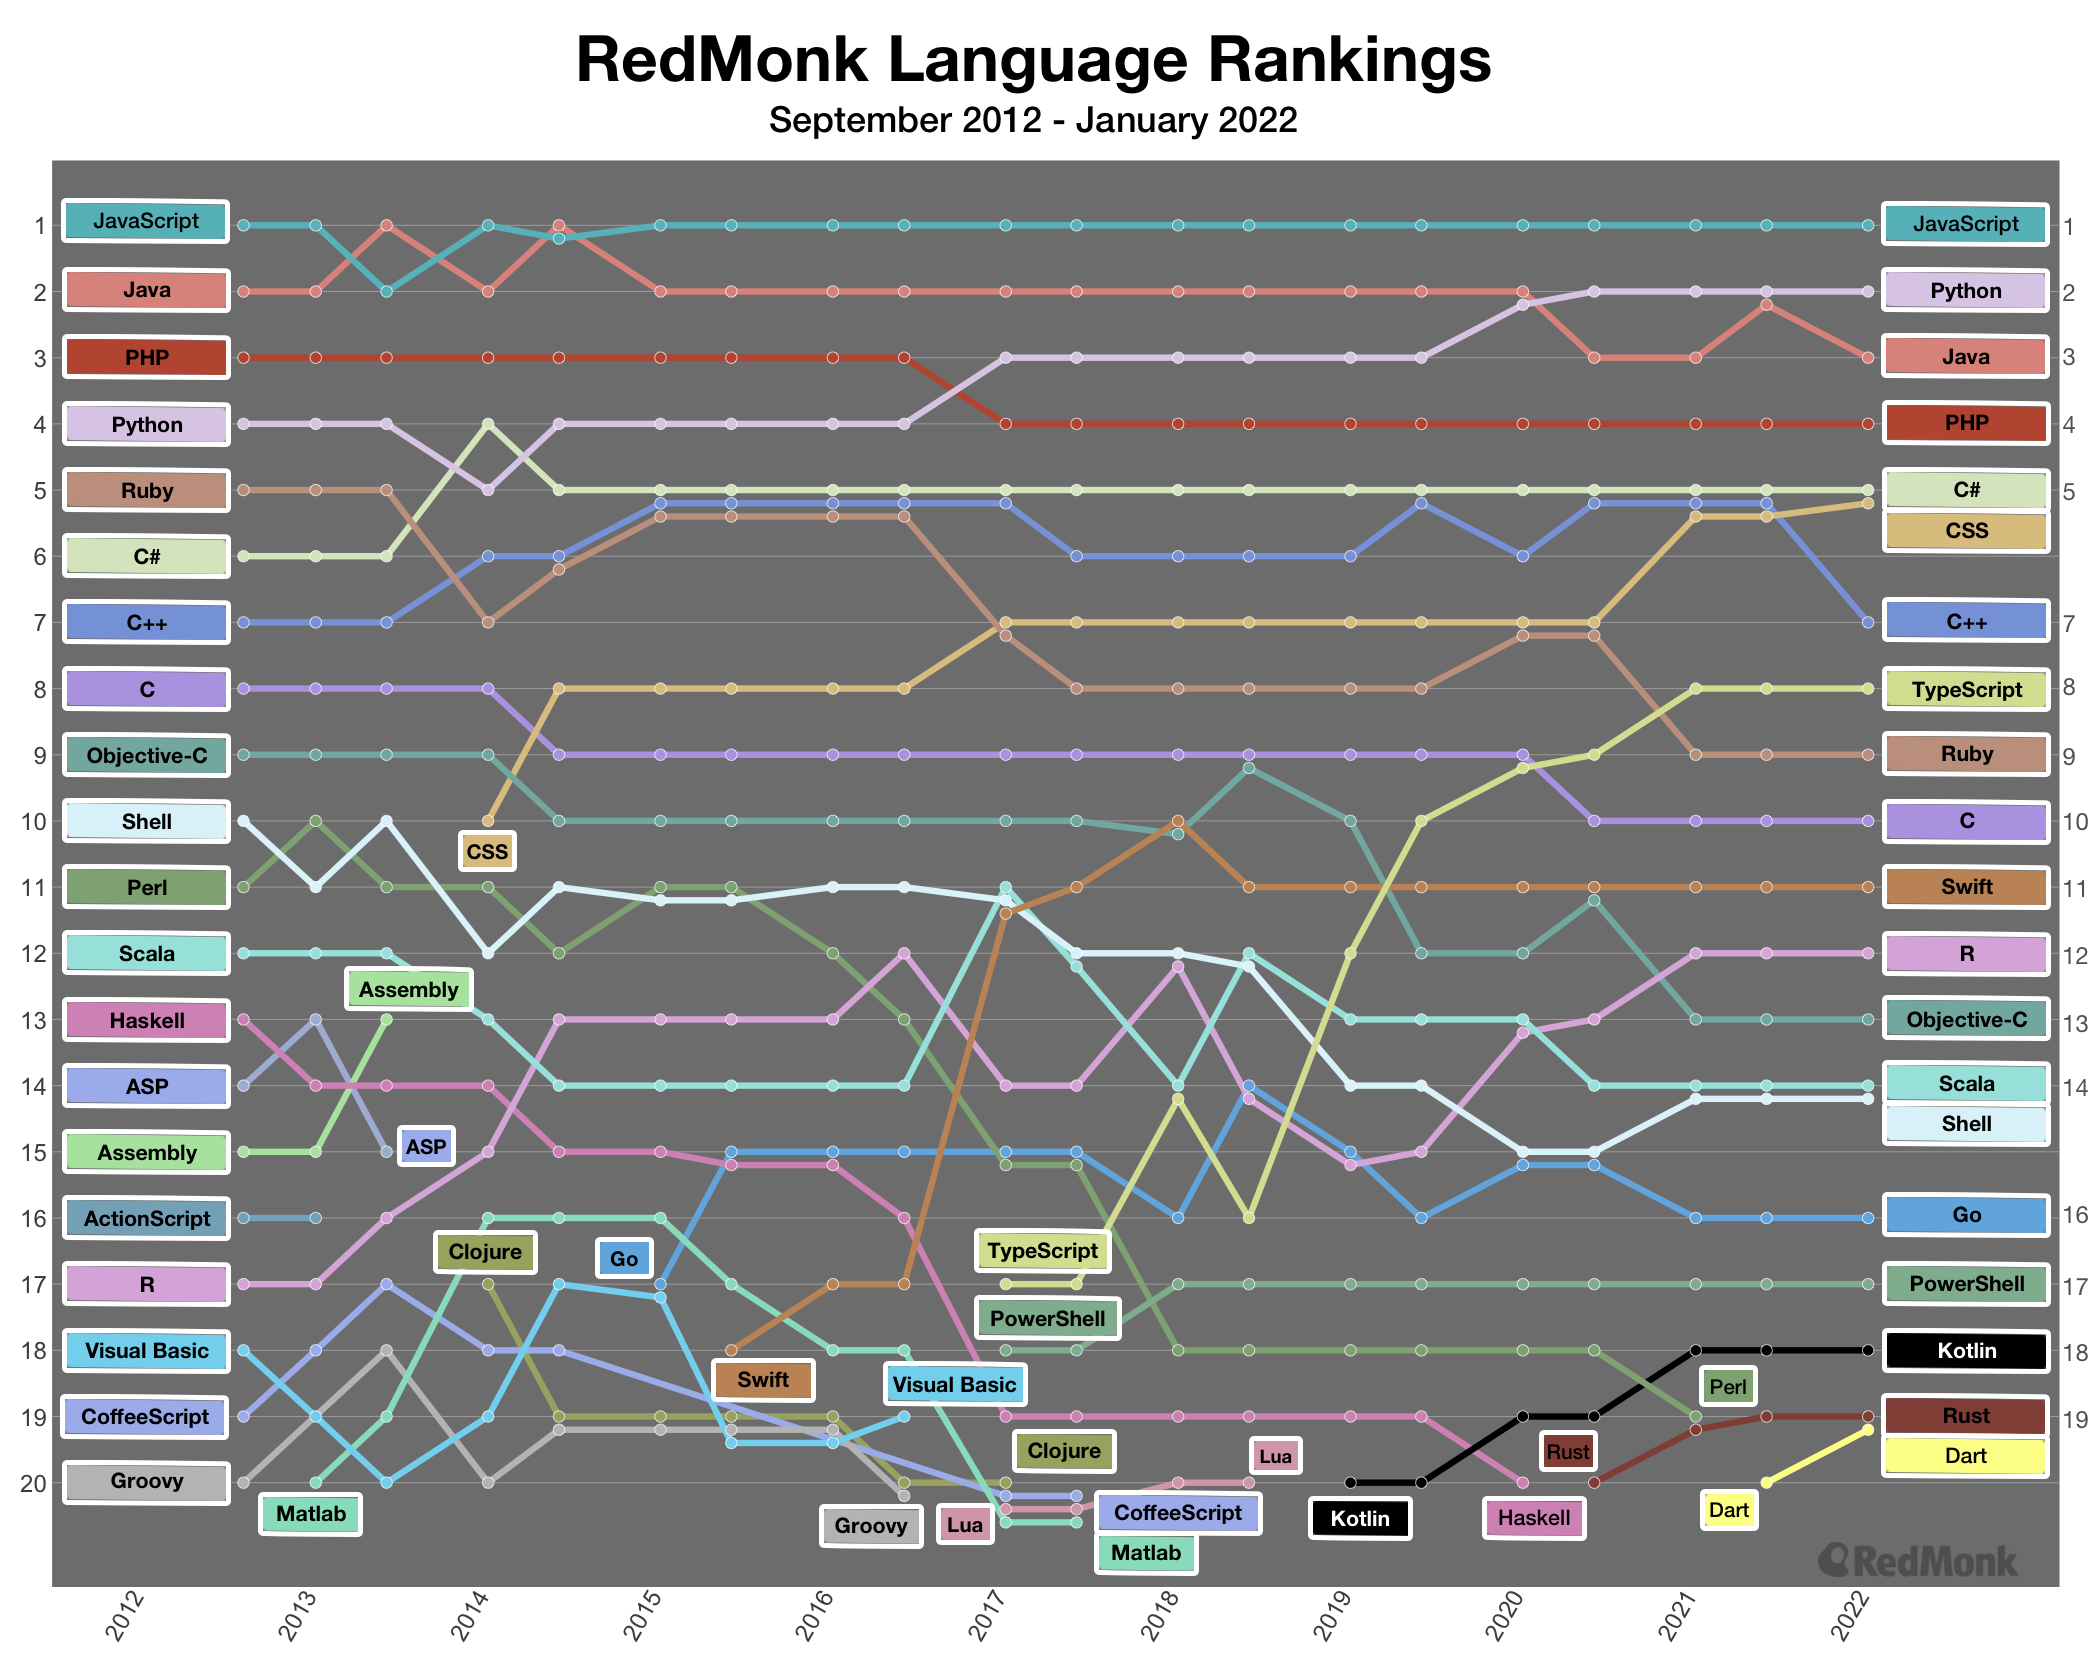 RedMonk Language Rankings
September 2012 - January 2022
1 JavaScript JavaScript 1
2 Java Python 2
3 PHP Java 3
4 Python PHP 4
5 Ruby C# 5
CSS
6 C#
7 C++ C++ 7
8 C TypeScript 8
9 Objective-C Ruby 9
10 Shell C 10
CSS
11 Perl Swift 11
12 Scala R 12
Assembly
13 Haskell Objective-C 13
14 ASP Scala 14
Shell
15 Assembly ASP
16 ActionScript Go 16
Clojure Go TypeScript
17 R PowerShell 17
PowerShell
18 Visual Basic Kotlin 18
Swift Visual Basic Perl
19 CoffeeScript Rust 19
Clojure Lua Rust Dart
20 Groovy
Matlab Groovy Lua CoffeeScript Kotlin Haskell Dart
Matlab
RedMonk
2012 2013 2014 2015 2016 2017 2018 2019 2020 2021 2022